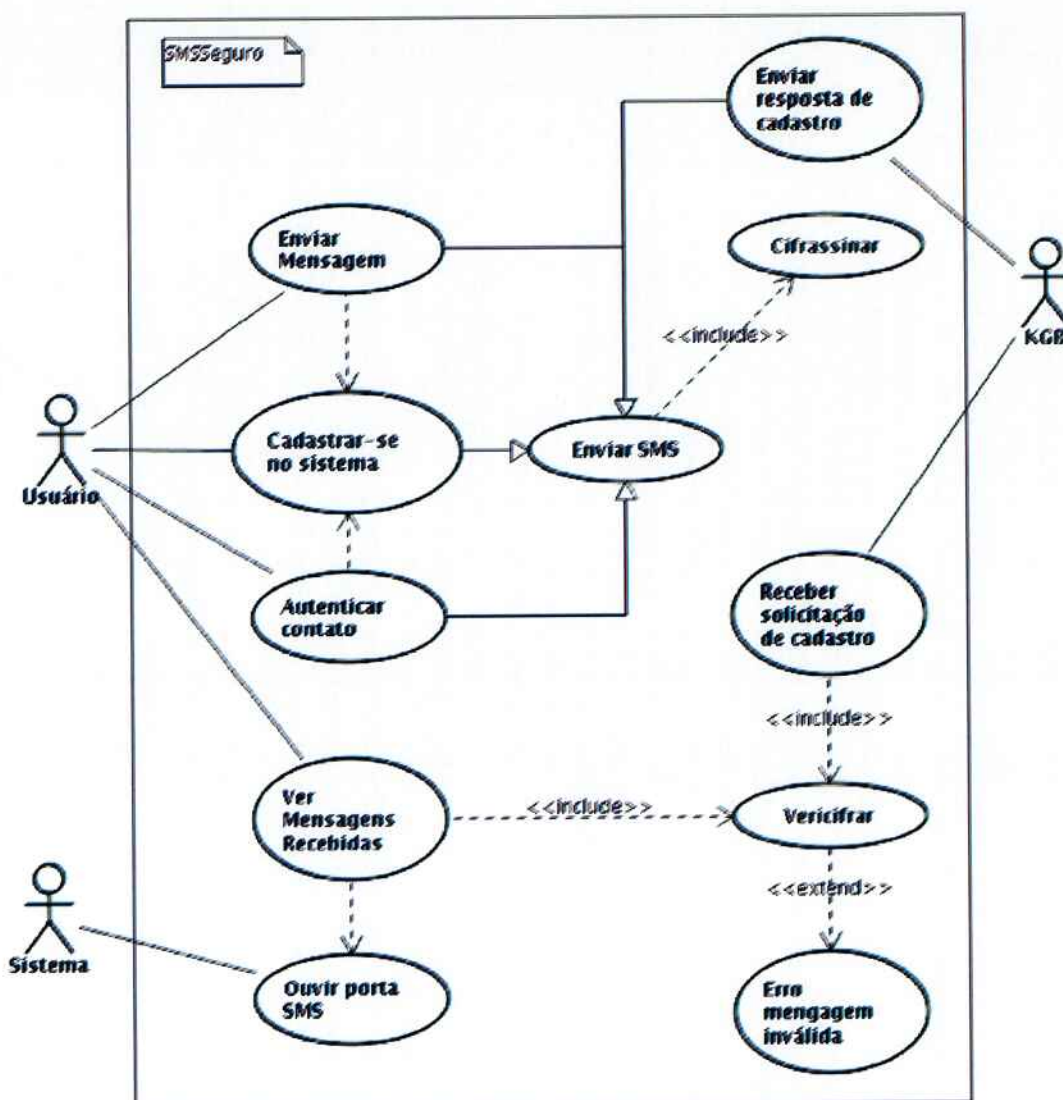 SMSSeguro
Enviar
resposta de
cadastro
Enviar
Mensagem
Cifrassinar
<<include>>
KGB
Cadastrar-se
no sistema
Enviar SMS
Usuário
Autenticar
contato
Receber
solicitação
de cadastro
<<include>>
Ver
Mensagens
Recebidas
<<include>>
Vericifrar
<<extend>>
Sistema
Ouvir porta
SMS
Erro
mengagem
inválida